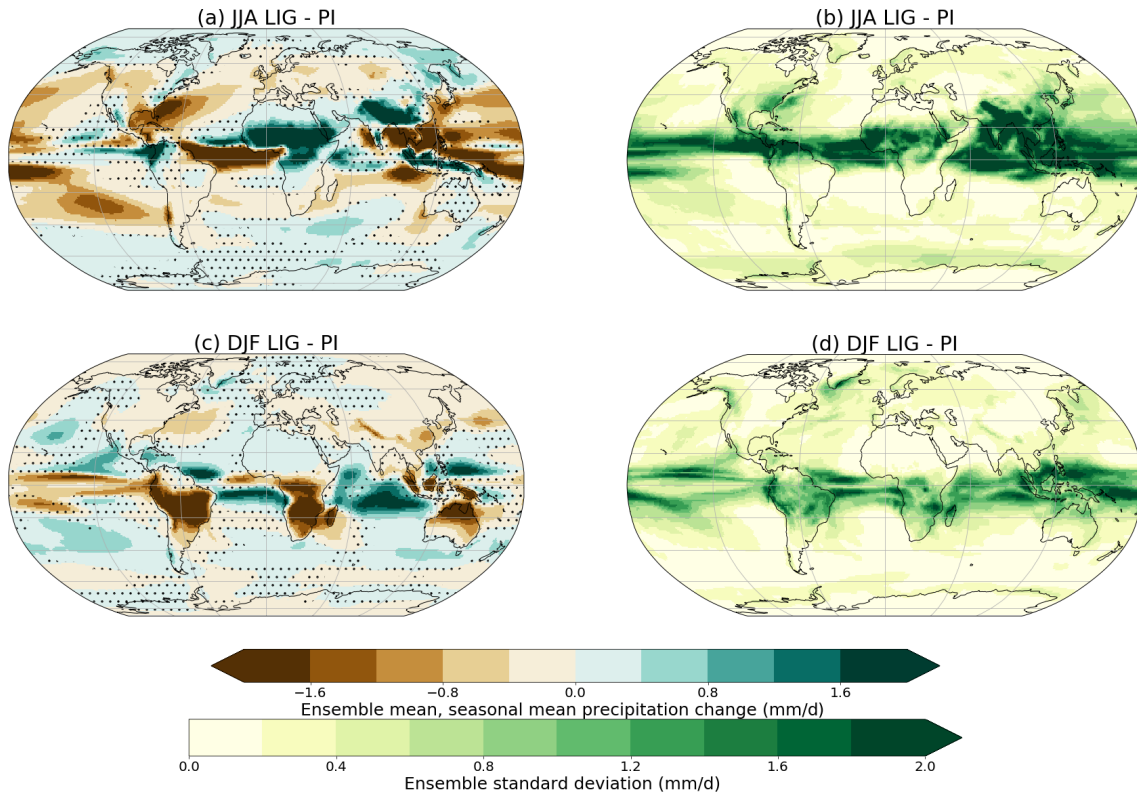 (a) JJA LIG - PI
(b) JJA LIG - PI
(c) DJF LIG - PI
(d) DJF LIG - PI
−1.6 −0.8 0.0 0.8 1.6
Ensemble mean, seasonal mean precipitation change (mm/d)
0.0 0.4 0.8 1.2 1.6 2.0
Ensemble standard deviation (mm/d)